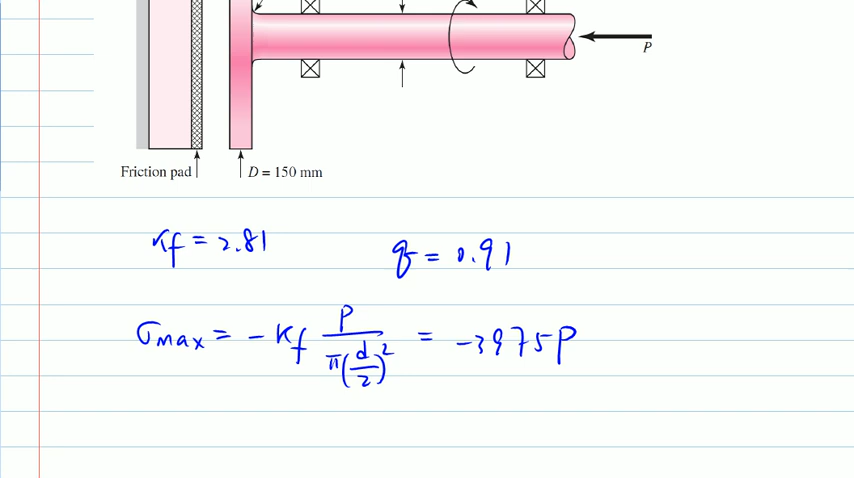 P
Friction pad
D = 150 mm
Kf = 2.81
q = 0.91
σmax = -Kf P / π(d/2)² = -3975P